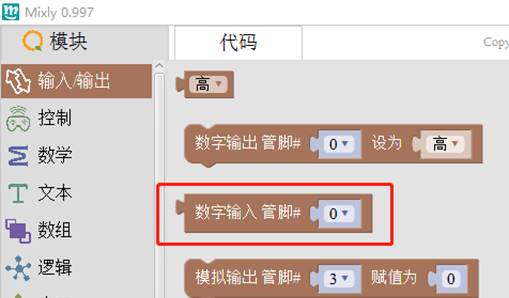 Mixly 0.997
模块
代码
Copy
输入/输出
控制
数学
文本
数组
逻辑
高
数字输出 管脚# 0 设为 高
数字输入 管脚# 0
模拟输出 管脚# 3 赋值为 0